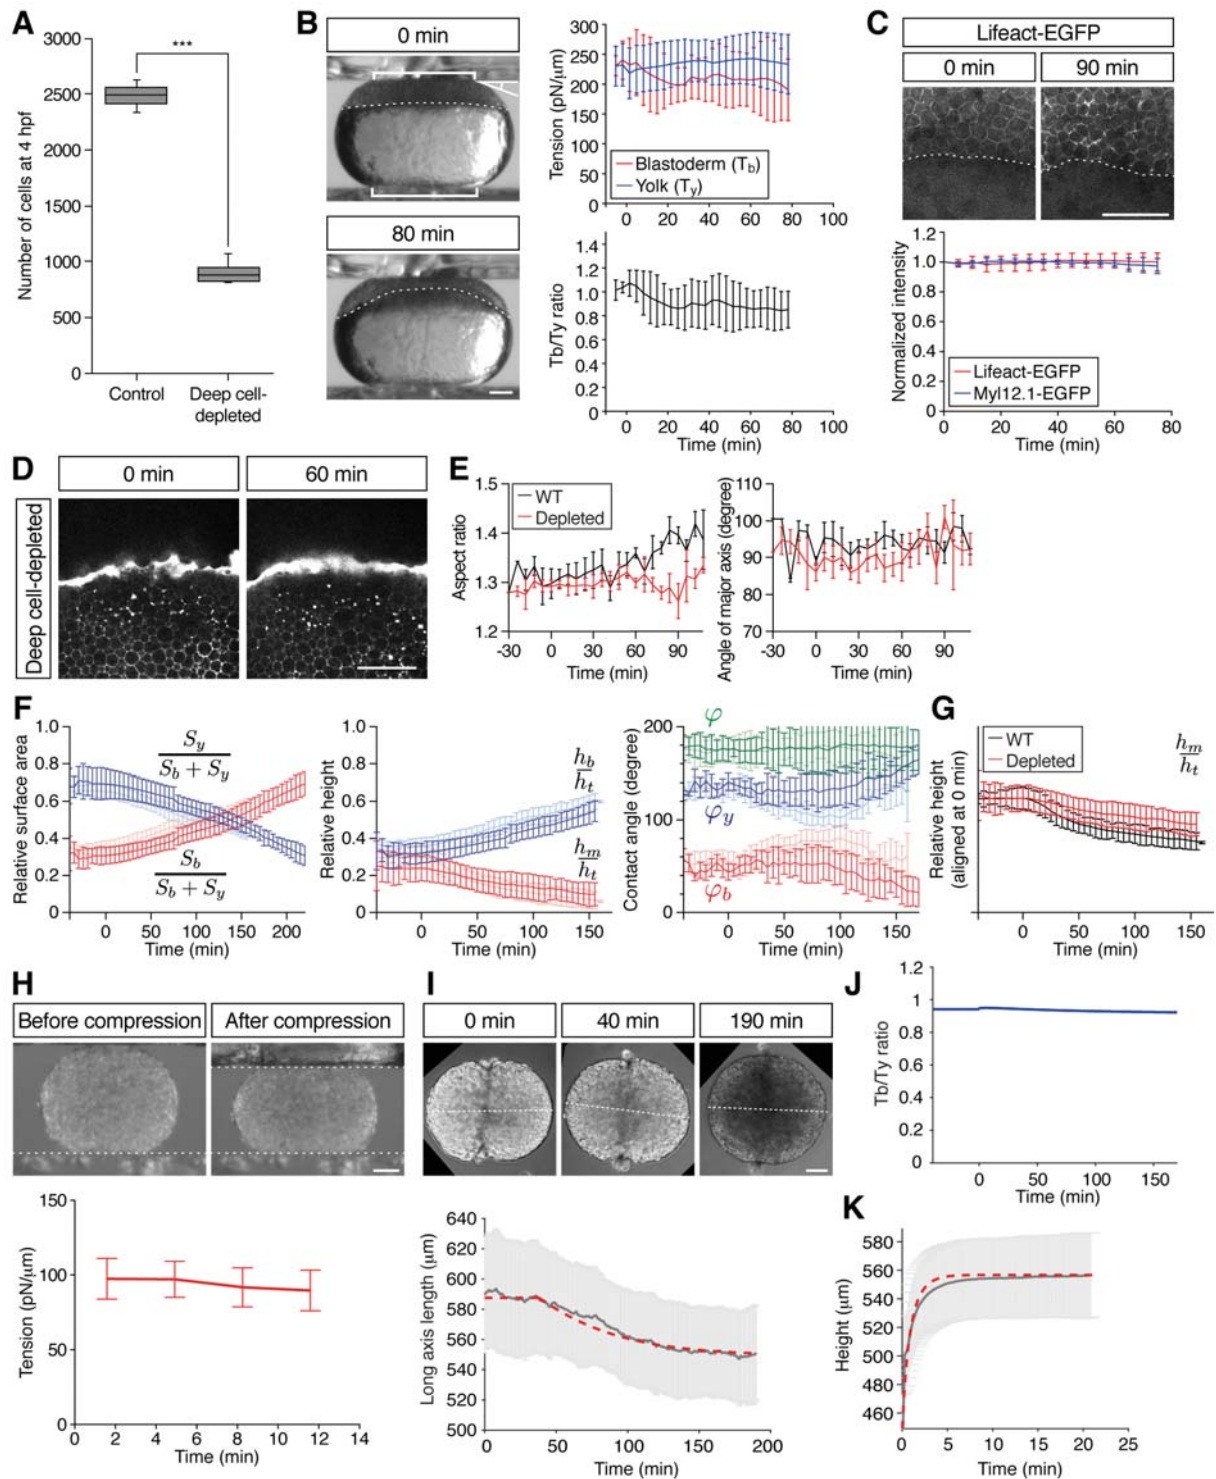 A
3000
2500
2000
1500
1000
500
0
Number of cells at 4 hpf
***
Control
Deep cell-
depleted
B
0 min
80 min
Tension (pN/μm)
300
250
200
150
100
50
0
Blastoderm (Tb)
Yolk (Ty)
0 20 40 60 80 100
Tb/Ty ratio
1.4
1.2
1.0
0.8
0.6
0.4
0.2
0
0 20 40 60 80 100
Time (min)
C
Lifeact-EGFP
0 min
90 min
Normalized intensity
1.2
1.0
0.8
0.6
0.4
0.2
0
Lifeact-EGFP
Myl12.1-EGFP
0 20 40 60 80
Time (min)
D
0 min
60 min
Deep cell-depleted
E
Aspect ratio
1.5
1.4
1.3
1.2
WT
Depleted
-30 0 30 60 90
Time (min)
Angle of major axis (degree)
110
100
90
80
70
-30 0 30 60 90
Time (min)
F
Relative surface area
1.0
0.8
0.6
0.4
0.2
0
Sy
Sb + Sy
Sb
Sb + Sy
0 50 100 150 200
Time (min)
Relative height
1.0
0.8
0.6
0.4
0.2
0
hb
ht
hm
ht
0 50 100 150
Time (min)
Contact angle (degree)
200
100
0
φ
φy
φb
0 50 100 150
Time (min)
G
Relative height
(aligned at 0 min)
WT
Depleted
hm
ht
0 50 100 150
Time (min)
H
Before compression
After compression
Tension (pN/μm)
150
100
50
0
0 2 4 6 8 10 12 14
Time (min)
I
0 min
40 min
190 min
Long axis length (μm)
640
620
600
580
560
540
520
500
0 50 100 150 200
Time (min)
J
Tb/Ty ratio
1.2
1
0.8
0.6
0.4
0.2
0
0 50 100 150
Time (min)
K
Height (μm)
580
560
540
520
500
480
460
0 5 10 15 20 25
Time (min)